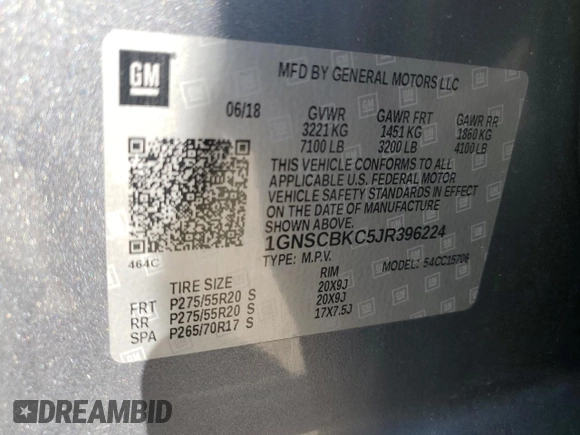 GM
MFD BY GENERAL MOTORS LLC
06/18 GVWR GAWR FRT GAWR RR
3221 KG 1451 KG 1860 KG
7100 LB 3200 LB 4100 LB
THIS VEHICLE CONFORMS TO ALL
APPLICABLE U.S. FEDERAL MOTOR
VEHICLE SAFETY STANDARDS IN EFFECT
ON THE DATE OF MANUFACTURE
SHOWN ABOVE.
1GNSCBKC5JR396224
464C
TYPE: M.P.V. MODEL: 54CC15706
TIRE SIZE RIM
FRT P275/55R20 S 20X9J
RR P275/55R20 S 20X9J
SPA P265/70R17 S 17X7.5J
DREAMBID